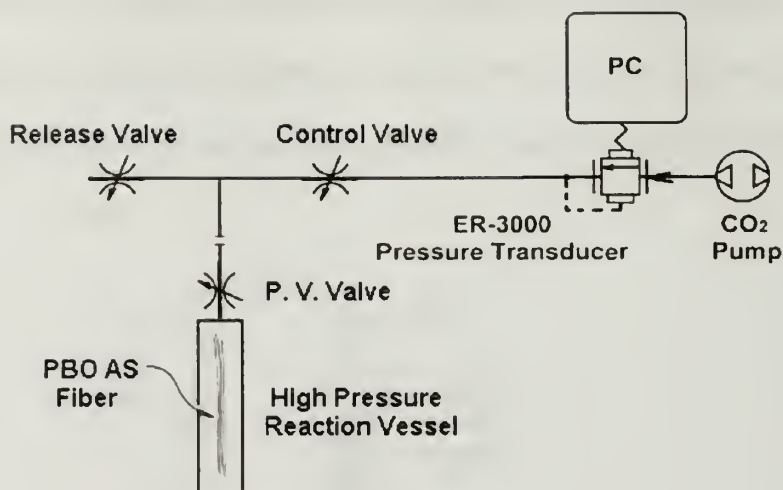 PC
Release Valve
Control Valve
ER-3000
Pressure Transducer
CO₂
Pump
P. V. Valve
PBO AS
Fiber
High Pressure
Reaction Vessel